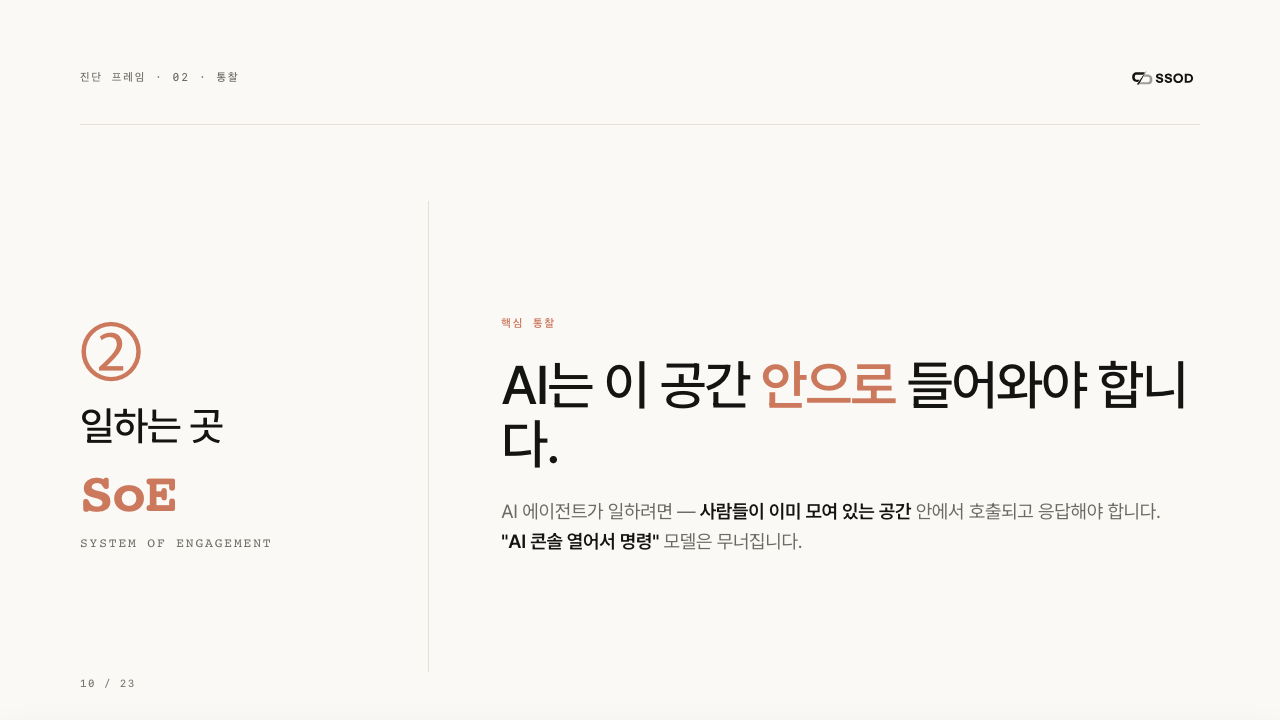 진단 프레임 · 02 · 통찰
SSOD
②
일하는 곳
SoE
SYSTEM OF ENGAGEMENT
핵심 통찰
AI는 이 공간 안으로 들어와야 합니
다.
AI 에이전트가 일하려면 — 사람들이 이미 모여 있는 공간 안에서 호출되고 응답해야 합니다.
"AI 콘솔 열어서 명령" 모델은 무너집니다.
10 / 23